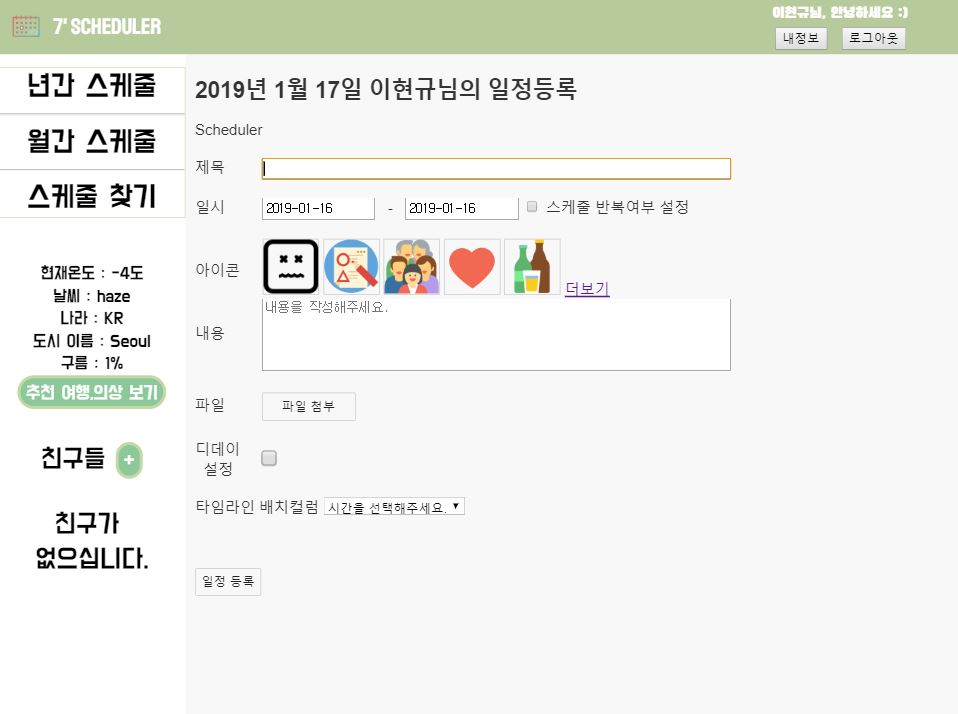 7' SCHEDULER
이현규님, 안녕하세요 :)
내정보
로그아웃
년간 스케줄
월간 스케줄
스케줄 찾기
현재온도 : -4도
날씨 : haze
나라 : KR
도시 이름 : Seoul
구름 : 1%
추천 여행,의상 보기
친구들 +
친구가
없으십니다.
2019년 1월 17일 이현규님의 일정등록
Scheduler
제목
일시 2019-01-16 - 2019-01-16 스케줄 반복여부 설정
아이콘 더보기
내용 내용을 작성해주세요.
파일 파일 첨부
디데이
설정
타임라인 배치컬럼 시간을 선택해주세요.
일정 등록